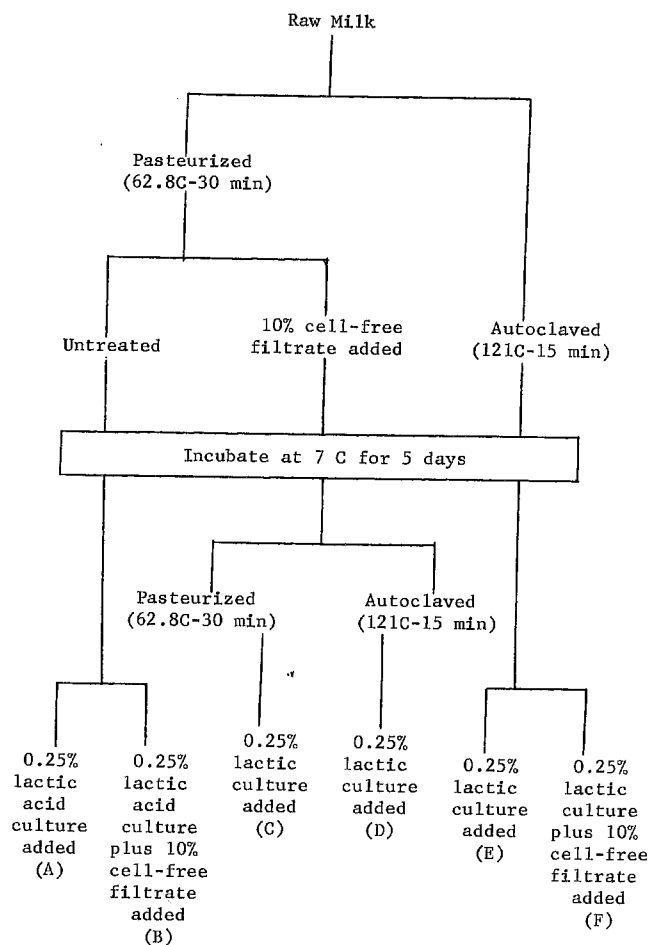 Raw Milk
Pasteurized
(62.8C-30 min)
Untreated
10% cell-free
filtrate added
Autoclaved
(121C-15 min)
Incubate at 7 C for 5 days
Pasteurized
(62.8C-30 min)
Autoclaved
(121C-15 min)
0.25%
lactic
acid
culture
added
(A)
0.25%
lactic
acid
culture
plus 10%
cell-free
filtrate
added
(B)
0.25%
lactic
culture
added
(C)
0.25%
lactic
culture
added
(D)
0.25%
lactic
culture
added
(E)
0.25%
lactic
culture
plus 10%
cell-free
filtrate
added
(F)